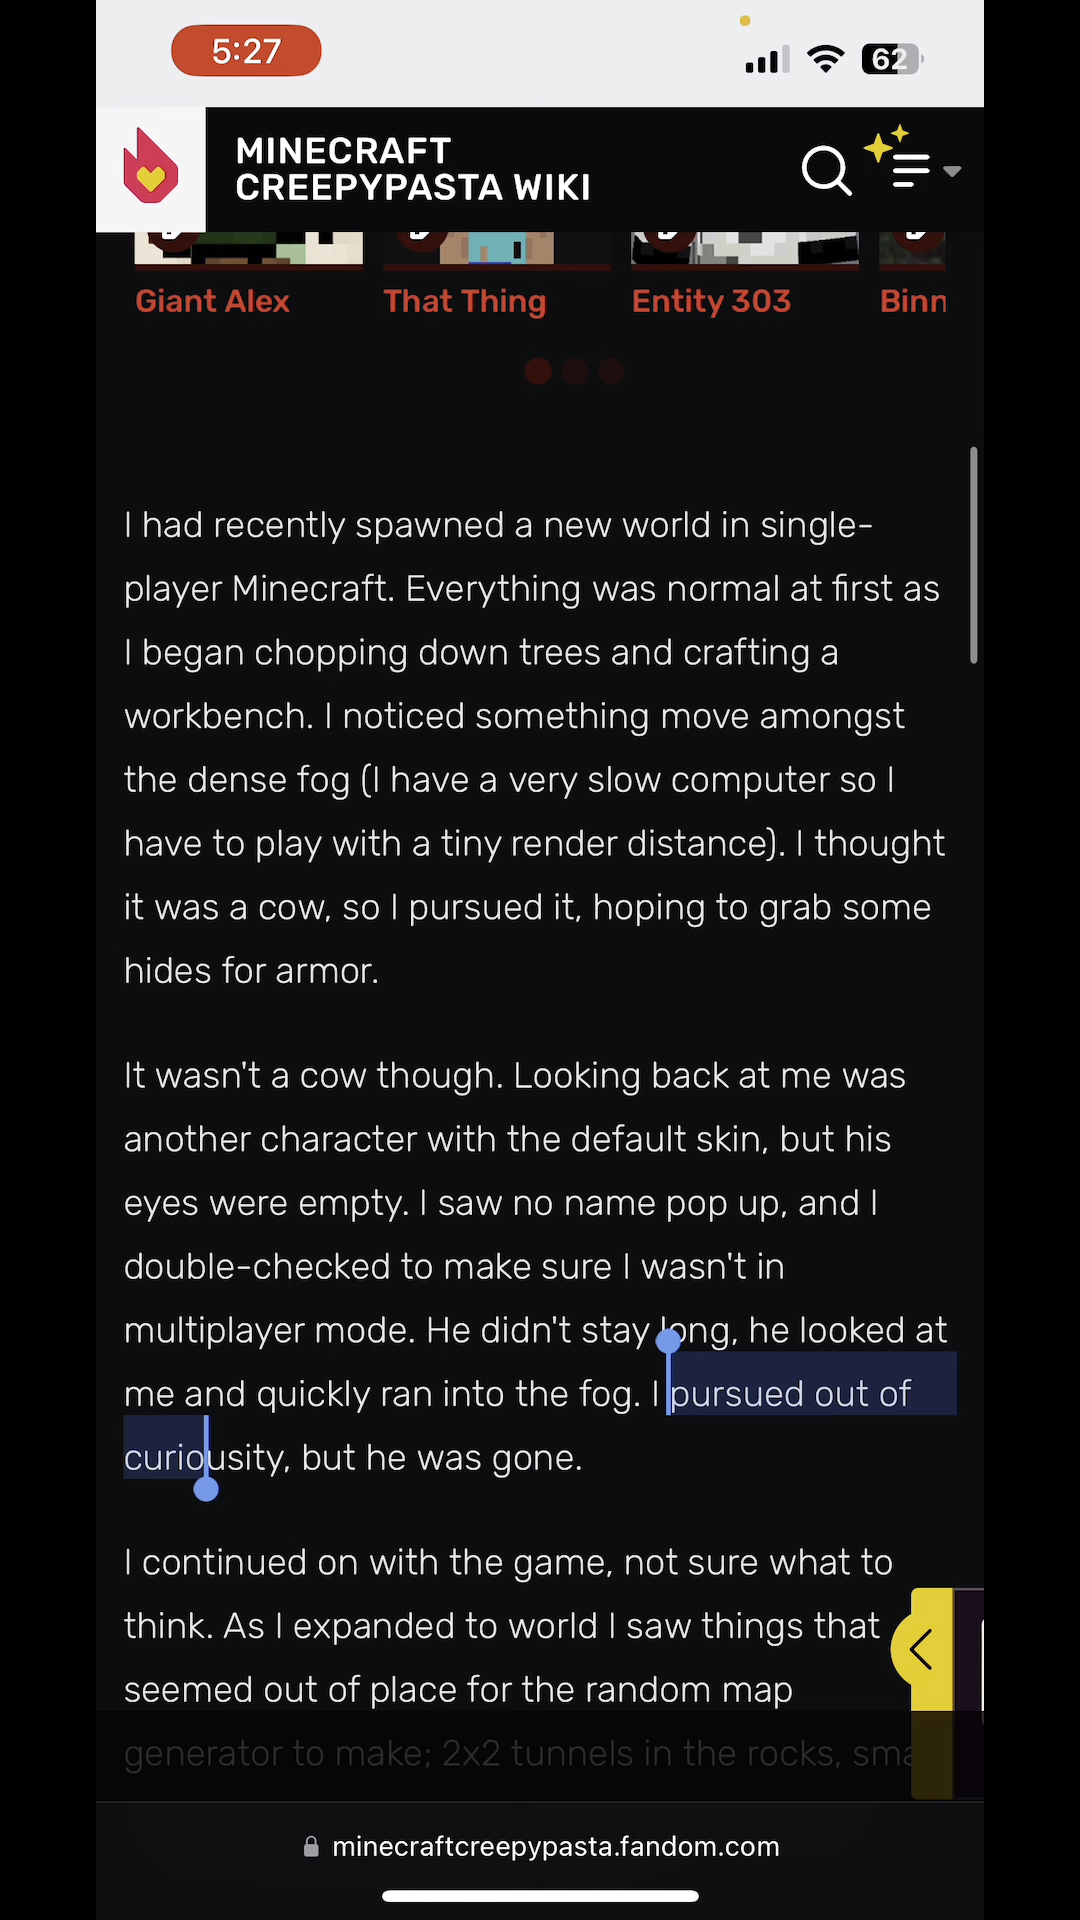 5:27
62
MINECRAFT
CREEPYPASTA WIKI
Giant Alex
That Thing
Entity 303
Binn
I had recently spawned a new world in single-
player Minecraft. Everything was normal at first as
I began chopping down trees and crafting a
workbench. I noticed something move amongst
the dense fog (I have a very slow computer so I
have to play with a tiny render distance). I thought
it was a cow, so I pursued it, hoping to grab some
hides for armor.
It wasn't a cow though. Looking back at me was
another character with the default skin, but his
eyes were empty. I saw no name pop up, and I
double-checked to make sure I wasn't in
multiplayer mode. He didn't stay long, he looked at
me and quickly ran into the fog. I pursued out of
curiousity, but he was gone.
I continued on with the game, not sure what to
think. As I expanded to world I saw things that
seemed out of place for the random map
generator to make; 2x2 tunnels in the rocks, sma
minecraftcreepypasta.fandom.com